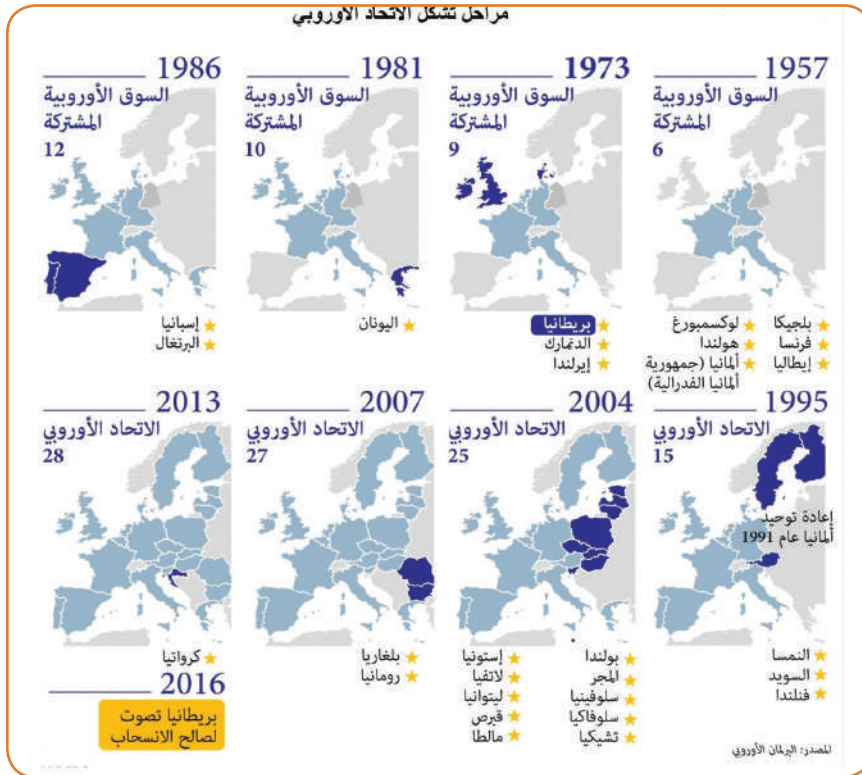 مراحل تشكل الاتحاد الاوروبي
1957
السوق الأوروبية
المشتركة
6
بلجيكا
فرنسا
إيطاليا
لوكسمبورغ
هولندا
ألمانيا (جمهورية
ألمانيا الفدرالية)
1973
السوق الأوروبية
المشتركة
9
بريطانيا
الدنمارك
إيرلندا
1981
السوق الأوروبية
المشتركة
10
اليونان
1986
السوق الأوروبية
المشتركة
12
إسبانيا
البرتغال
1995
الاتحاد الأوروبي
15
إعادة توحيد
ألمانيا عام 1991
النمسا
السويد
فنلندا
2004
الاتحاد الأوروبي
25
بولندا
المجر
سلوفينيا
سلوفاكيا
تشيكيا
إستونيا
لاتفيا
ليتوانيا
قبرص
مالطا
2007
الاتحاد الأوروبي
27
بلغاريا
رومانيا
2013
الاتحاد الأوروبي
28
كرواتيا
2016
بريطانيا تصوت
لصالح الانسحاب
المصدر: البرلمان الأوروبي